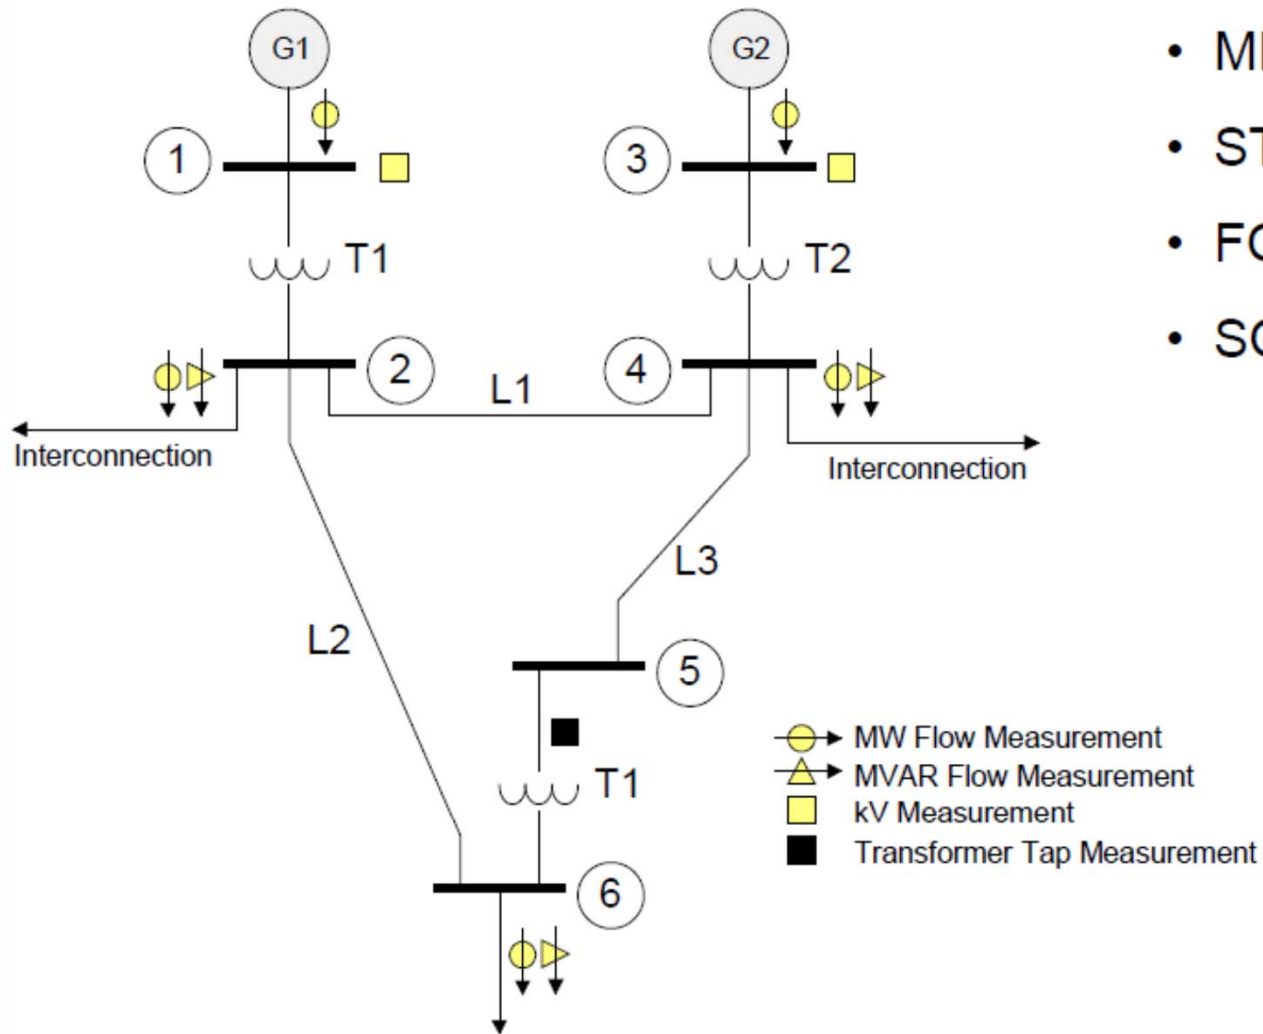 G1
G2
1
3
T1
T2
2
4
L1
Interconnection
Interconnection
L3
L2
5
T1
6
MW Flow Measurement
MVAR Flow Measurement
kV Measurement
Transformer Tap Measurement